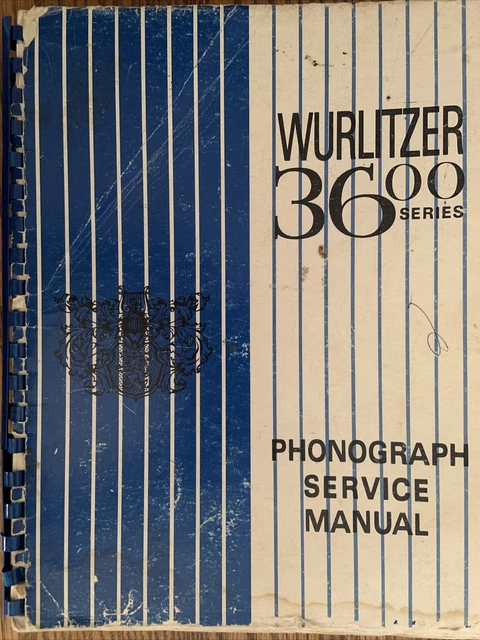 WURLITZER
3600
SERIES
PHONOGRAPH
SERVICE
MANUAL